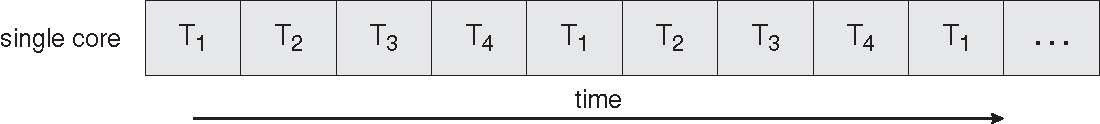 single core T₁ T₂ T₃ T₄ T₁ T₂ T₃ T₄ T₁ ...
time